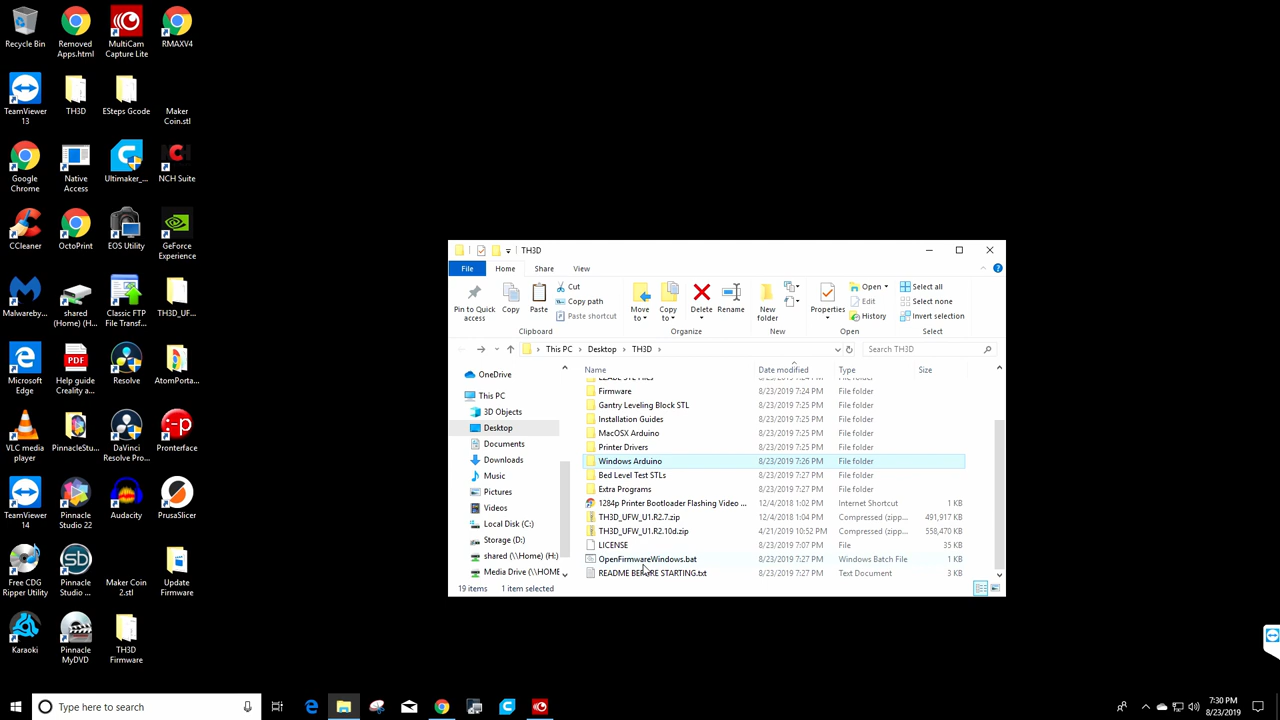 Recycle Bin
Removed Apps.html
MultiCam Capture Lite
RMAXV4
TeamViewer 13
TH3D
ESteps Gcode
Maker Coin.stl
Google Chrome
Native Access
Ultimaker_...
NCH Suite
CCleaner
OctoPrint
EOS Utility
GeForce Experience
Malwareby...
shared (Home) (H...
Classic FTP File Transf...
TH3D_UF...
Microsoft Edge
Help guide Creality a...
Resolve
AtomPorta...
VLC media player
PinnacleStu...
DaVinci Resolve Pro...
Pronterface
TeamViewer 14
Pinnacle Studio 22
Audacity
PrusaSlicer
Free CDG Ripper Utility
Pinnacle Studio ...
Maker Coin 2.stl
Update Firmware
Karaoki
Pinnacle MyDVD
TH3D Firmware
TH3D
File Home Share View
Pin to Quick access
Copy
Paste
Cut
Copy path
Paste shortcut
Move to
Copy to
Delete
Rename
New folder
Properties
Open
Edit
History
Select all
Select none
Invert selection
Clipboard Organize New Open Select
This PC Desktop TH3D
Search TH3D
Name Date modified Type Size
OneDrive
This PC
3D Objects
Desktop
Documents
Downloads
Music
Pictures
Videos
Local Disk (C:)
Storage (D:)
shared (\\Home) (H:)
Media Drive (\\HOME
Firmware 8/23/2019 7:24 PM File folder
Gantry Leveling Block STL 8/23/2019 7:25 PM File folder
Installation Guides 8/23/2019 7:25 PM File folder
MacOSX Arduino 8/23/2019 7:25 PM File folder
Printer Drivers 8/23/2019 7:25 PM File folder
Windows Arduino 8/23/2019 7:26 PM File folder
Bed Level Test STLs 8/23/2019 7:27 PM File folder
Extra Programs 8/23/2019 7:27 PM File folder
1284p Printer Bootloader Flashing Video ... 12/4/2018 1:02 PM Internet Shortcut 1 KB
TH3D_UFW_U1.R2.7.zip 12/4/2018 1:04 PM Compressed (zipp... 491,917 KB
TH3D_UFW_U1.R2.10d.zip 4/21/2019 10:52 PM Compressed (zipp... 558,470 KB
LICENSE 8/23/2019 7:07 PM File 35 KB
OpenFirmwareWindows.bat 8/23/2019 7:27 PM Windows Batch File 1 KB
README BEFORE STARTING.txt 8/23/2019 7:27 PM Text Document 3 KB
19 items 1 item selected
Type here to search
7:30 PM
8/23/2019